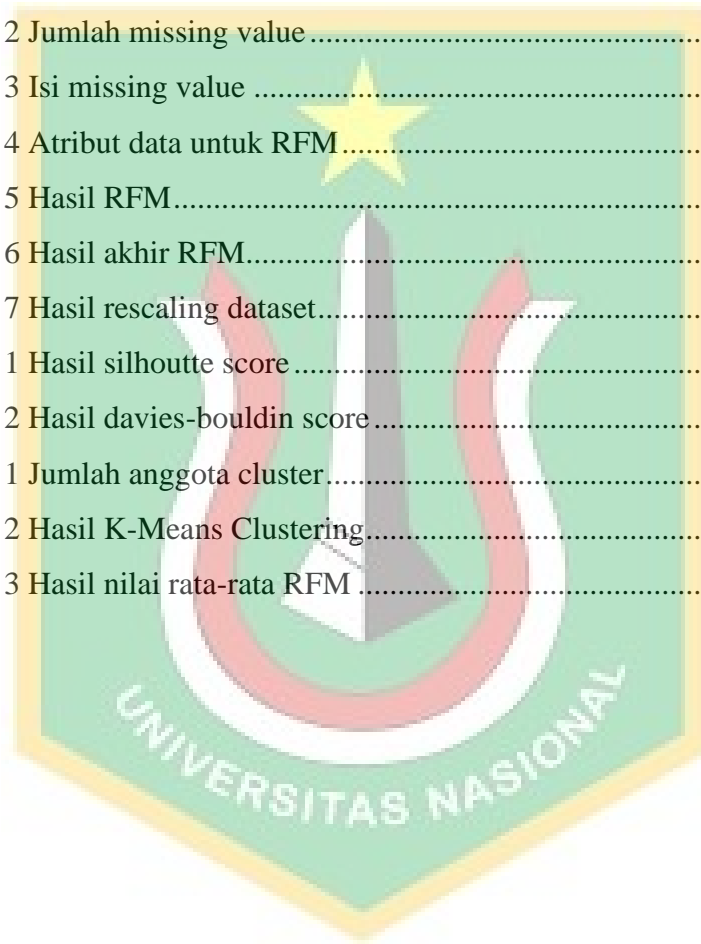 2 Jumlah missing value ................................................
3 Isi missing value .......................................................
4 Atribut data untuk RFM ............................................
5 Hasil RFM .................................................................
6 Hasil akhir RFM ........................................................
7 Hasil rescaling dataset ...............................................
1 Hasil silhoutte score ..................................................
2 Hasil davies-bouldin score ........................................
1 Jumlah anggota cluster ..............................................
2 Hasil K-Means Clustering .........................................
3 Hasil nilai rata-rata RFM ..........................................
UNIVERSITAS NASIONAL